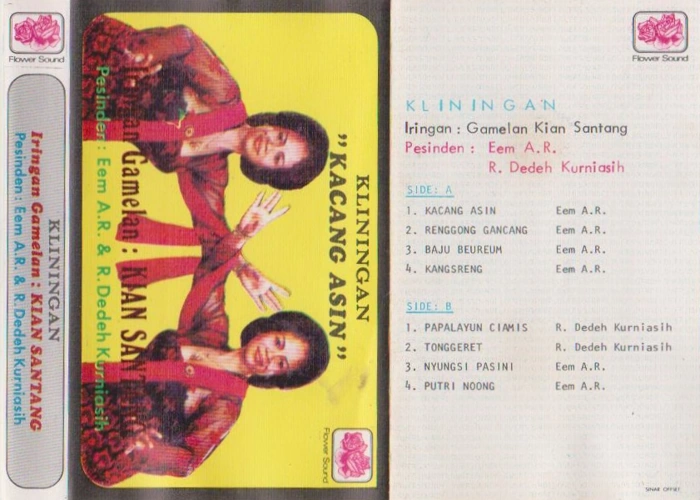 Flower Sound
KLININGAN
Iringan Gamelan : KIAN SANTANG
Pesinden : Eem A.R. & R. Dedeh Kurniasih
KLININGAN
"KACANG ASIN"
Iringan Gamelan : KIAN SANTANG
Pesinden : Eem A.R. & R. Dedeh Kurniasih
Flower Sound
Flower Sound
KLININGAN
Iringan : Gamelan Kian Santang
Pesinden : Eem A.R.
R. Dedeh Kurniasih
SIDE: A
1. KACANG ASIN Eem A.R.
2. RENGGONG GANCANG Eem A.R.
3. BAJU BEUREUM Eem A.R.
4. KANGSRENG Eem A.R.
SIDE: B
1. PAPALAYUN CIAMIS R. Dedeh Kurniasih
2. TONGGERET R. Dedeh Kurniasih
3. NYUNGSI PASINI Eem A.R.
4. PUTRI NOONG Eem A.R.
SINAR OFFSET